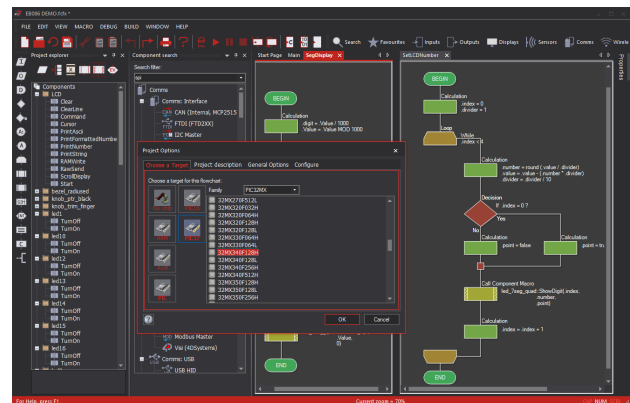 EB006 DEMO.fcfx *
FILE EDIT VIEW MACRO DEBUG BUILD WINDOW HELP
Search Favourites Inputs Outputs Displays Sensors Comms Wirele
Project explorer
Components
LCD
Clear
ClearLine
Command
Cursor
PrintAscii
PrintFormattedNumbe
PrintNumber
PrintString
RAMWrite
RawSend
ScrollDisplay
Start
bezel_radiused
knob_ptr_black
knob_trim_finger
led1
TurnOff
TurnOn
led10
TurnOff
TurnOn
led12
TurnOff
TurnOn
led13
TurnOff
TurnOn
led14
TurnOff
TurnOn
led15
TurnOff
TurnOn
led16
TurnOff
TurnOn
Component search
Search filter:
Comms
Comms: Interface
CAN (Internal, MCP2515
FTDI (FTD2XX)
I2C Master
Modbus Master
Visi (4DSystems)
Comms: USB
USB HID
Start Page Main SegDisplay X
BEGIN
Calculation
.digit = .Value / 1000
.Value = .Value MOD 1000
.Value,
0)
END
SetLCDNumber X
BEGIN
Calculation
.index = 0
.divider = 1
Loop
While
.index < 4
Calculation
.number = round (.value / .divider)
.value = .value - (.number * .divider)
.divider = .divider / 10
Decision
If .index = 0 ?
Yes
No
Calculation
.point = false
Calculation
.point = tru
Call Component Macro
led_7seg_quad::ShowDigit(.index
.number,
.point)
Calculation
.index = .index + 1
END
Properties
Project Options
Choose a Target Project description General Options Configure
Choose a target for this flowchart:
Family PIC32MX
32MX270F512L
32MX320F032H
32MX320F064H
32MX320F128H
32MX320F128L
32MX330F064H
32MX330F064L
32MX340F128H
32MX340F128L
32MX340F256H
32MX340F512H
32MX350F128H
32MX350F128L
32MX350F256H
OK Cancel
For Help, press F1
Current zoom = 70%
NUM